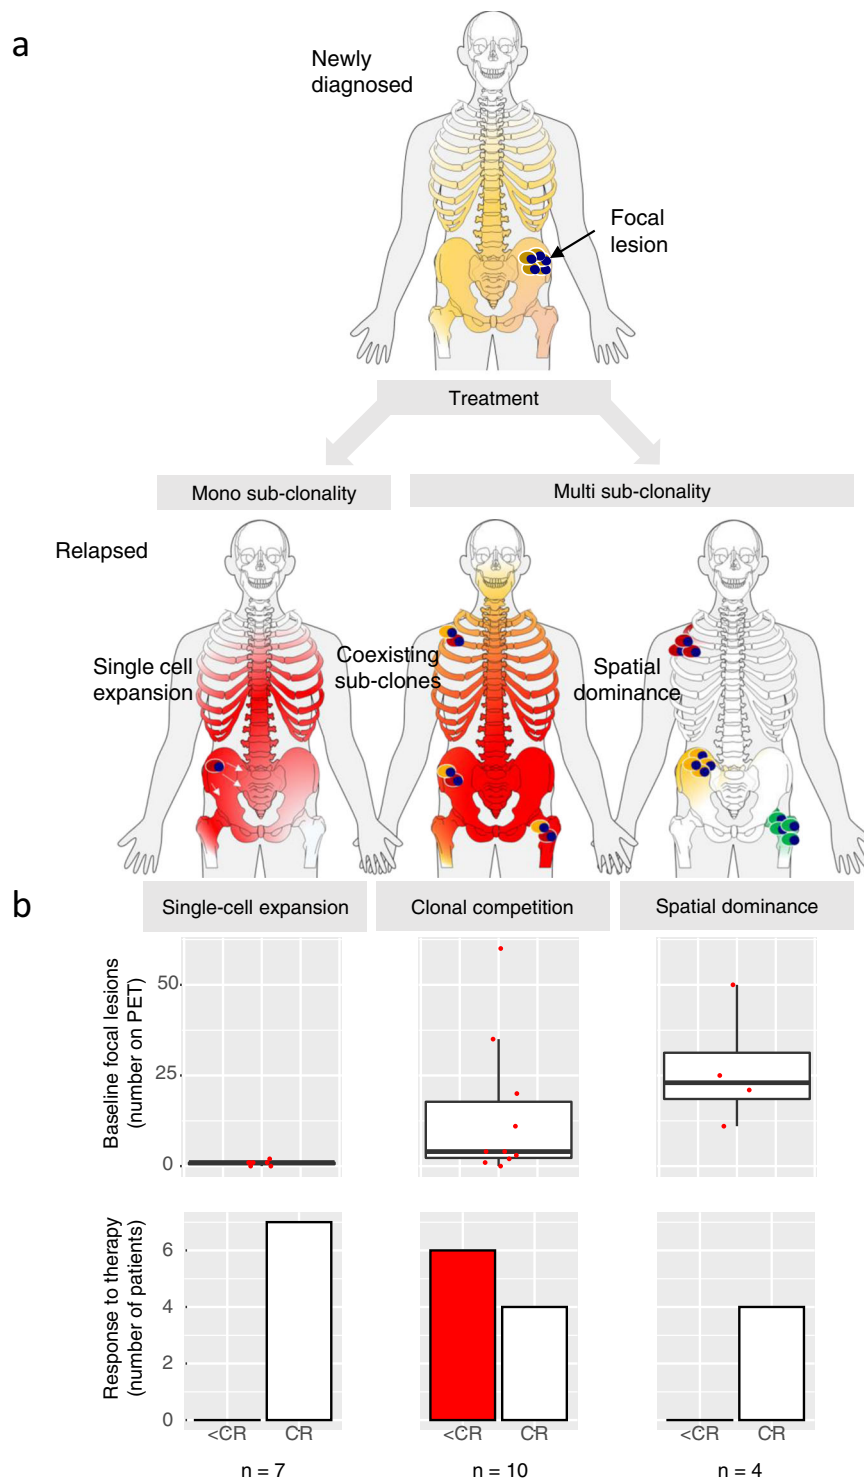 a
Newly
diagnosed
Focal
lesion
Treatment
Mono sub-clonality
Multi sub-clonality
Relapsed
Single cell
expansion
Coexisting
sub-clones
Spatial
dominance
b
Single-cell expansion
Clonal competition
Spatial dominance
Baseline focal lesions
(number on PET)
50
25
0
Response to therapy
(number of patients)
6
4
2
0
<CR
CR
<CR
CR
<CR
CR
n = 7
n = 10
n = 4